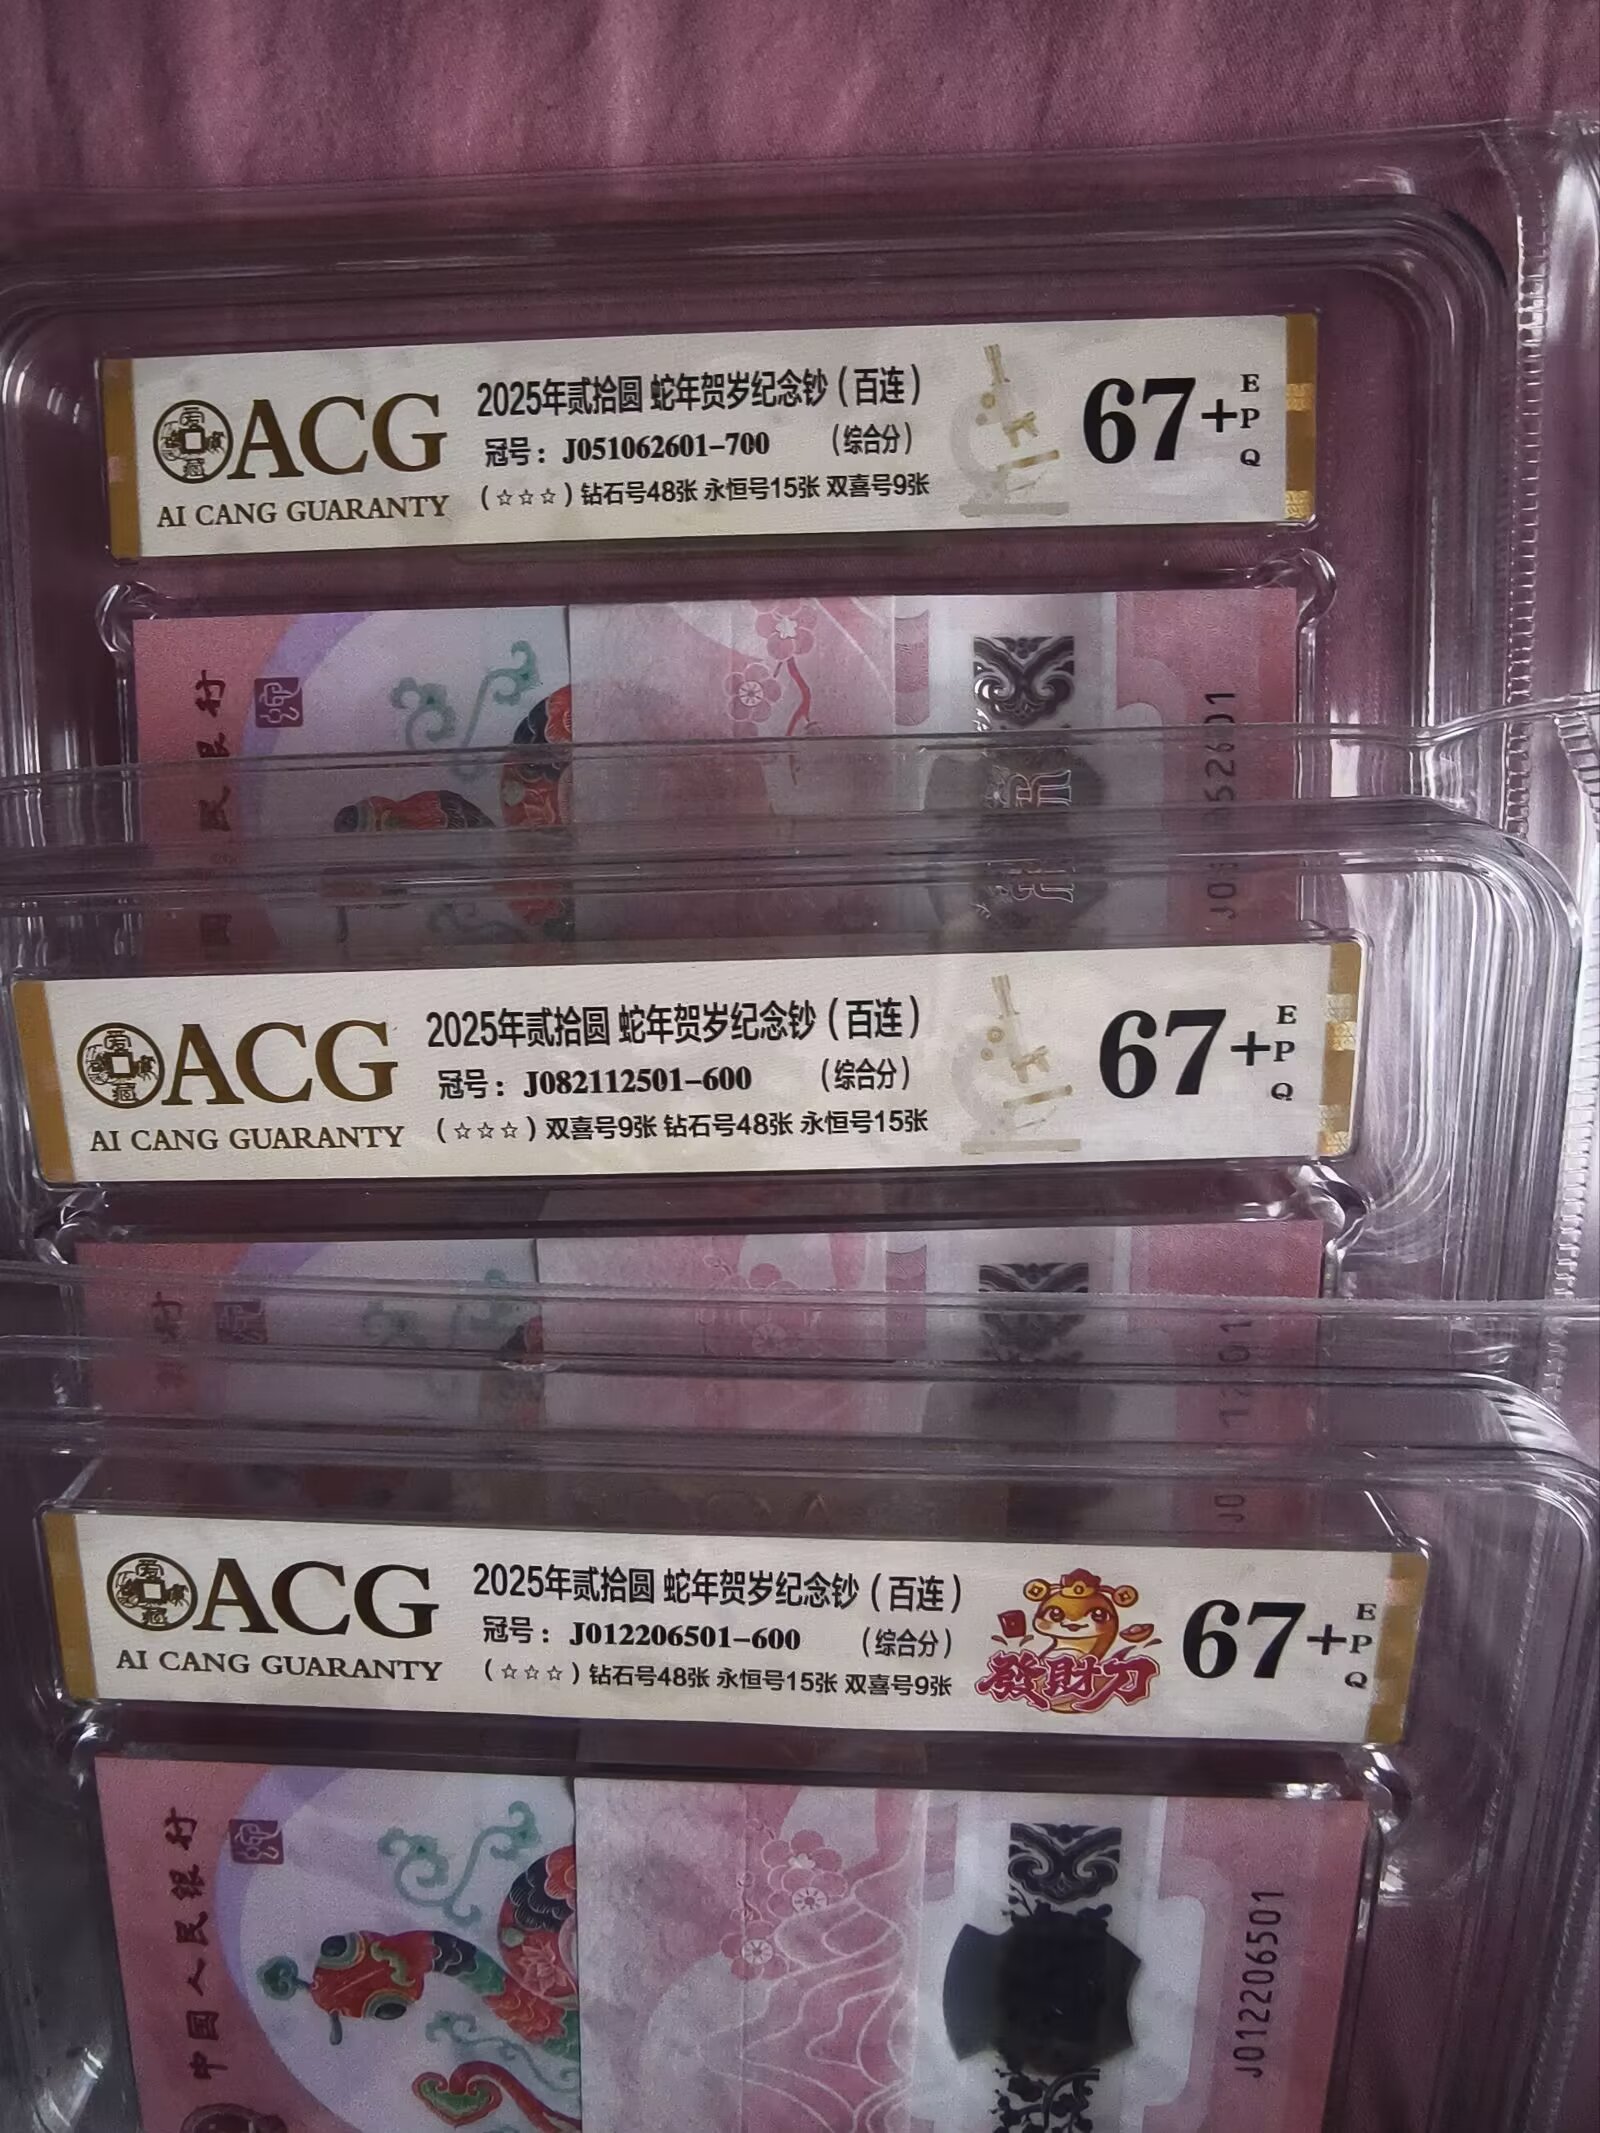 ACG
AI CANG GUARANTY
2025年贰拾圆 蛇年贺岁纪念钞（百连）
冠号：J051062601-700 （综合分）
（☆☆☆）钻石号48张 永恒号15张 双喜号9张
67+
EPQ
ACG
AI CANG GUARANTY
2025年贰拾圆 蛇年贺岁纪念钞（百连）
冠号：J082112501-600 （综合分）
（☆☆☆）双喜号9张 钻石号48张 永恒号15张
67+
EPQ
ACG
AI CANG GUARANTY
2025年贰拾圆 蛇年贺岁纪念钞（百连）
冠号：J012206501-600 （综合分）
（☆☆☆）钻石号48张 永恒号15张 双喜号9张
發財
67+
EPQ
中国人民银行
J012206501